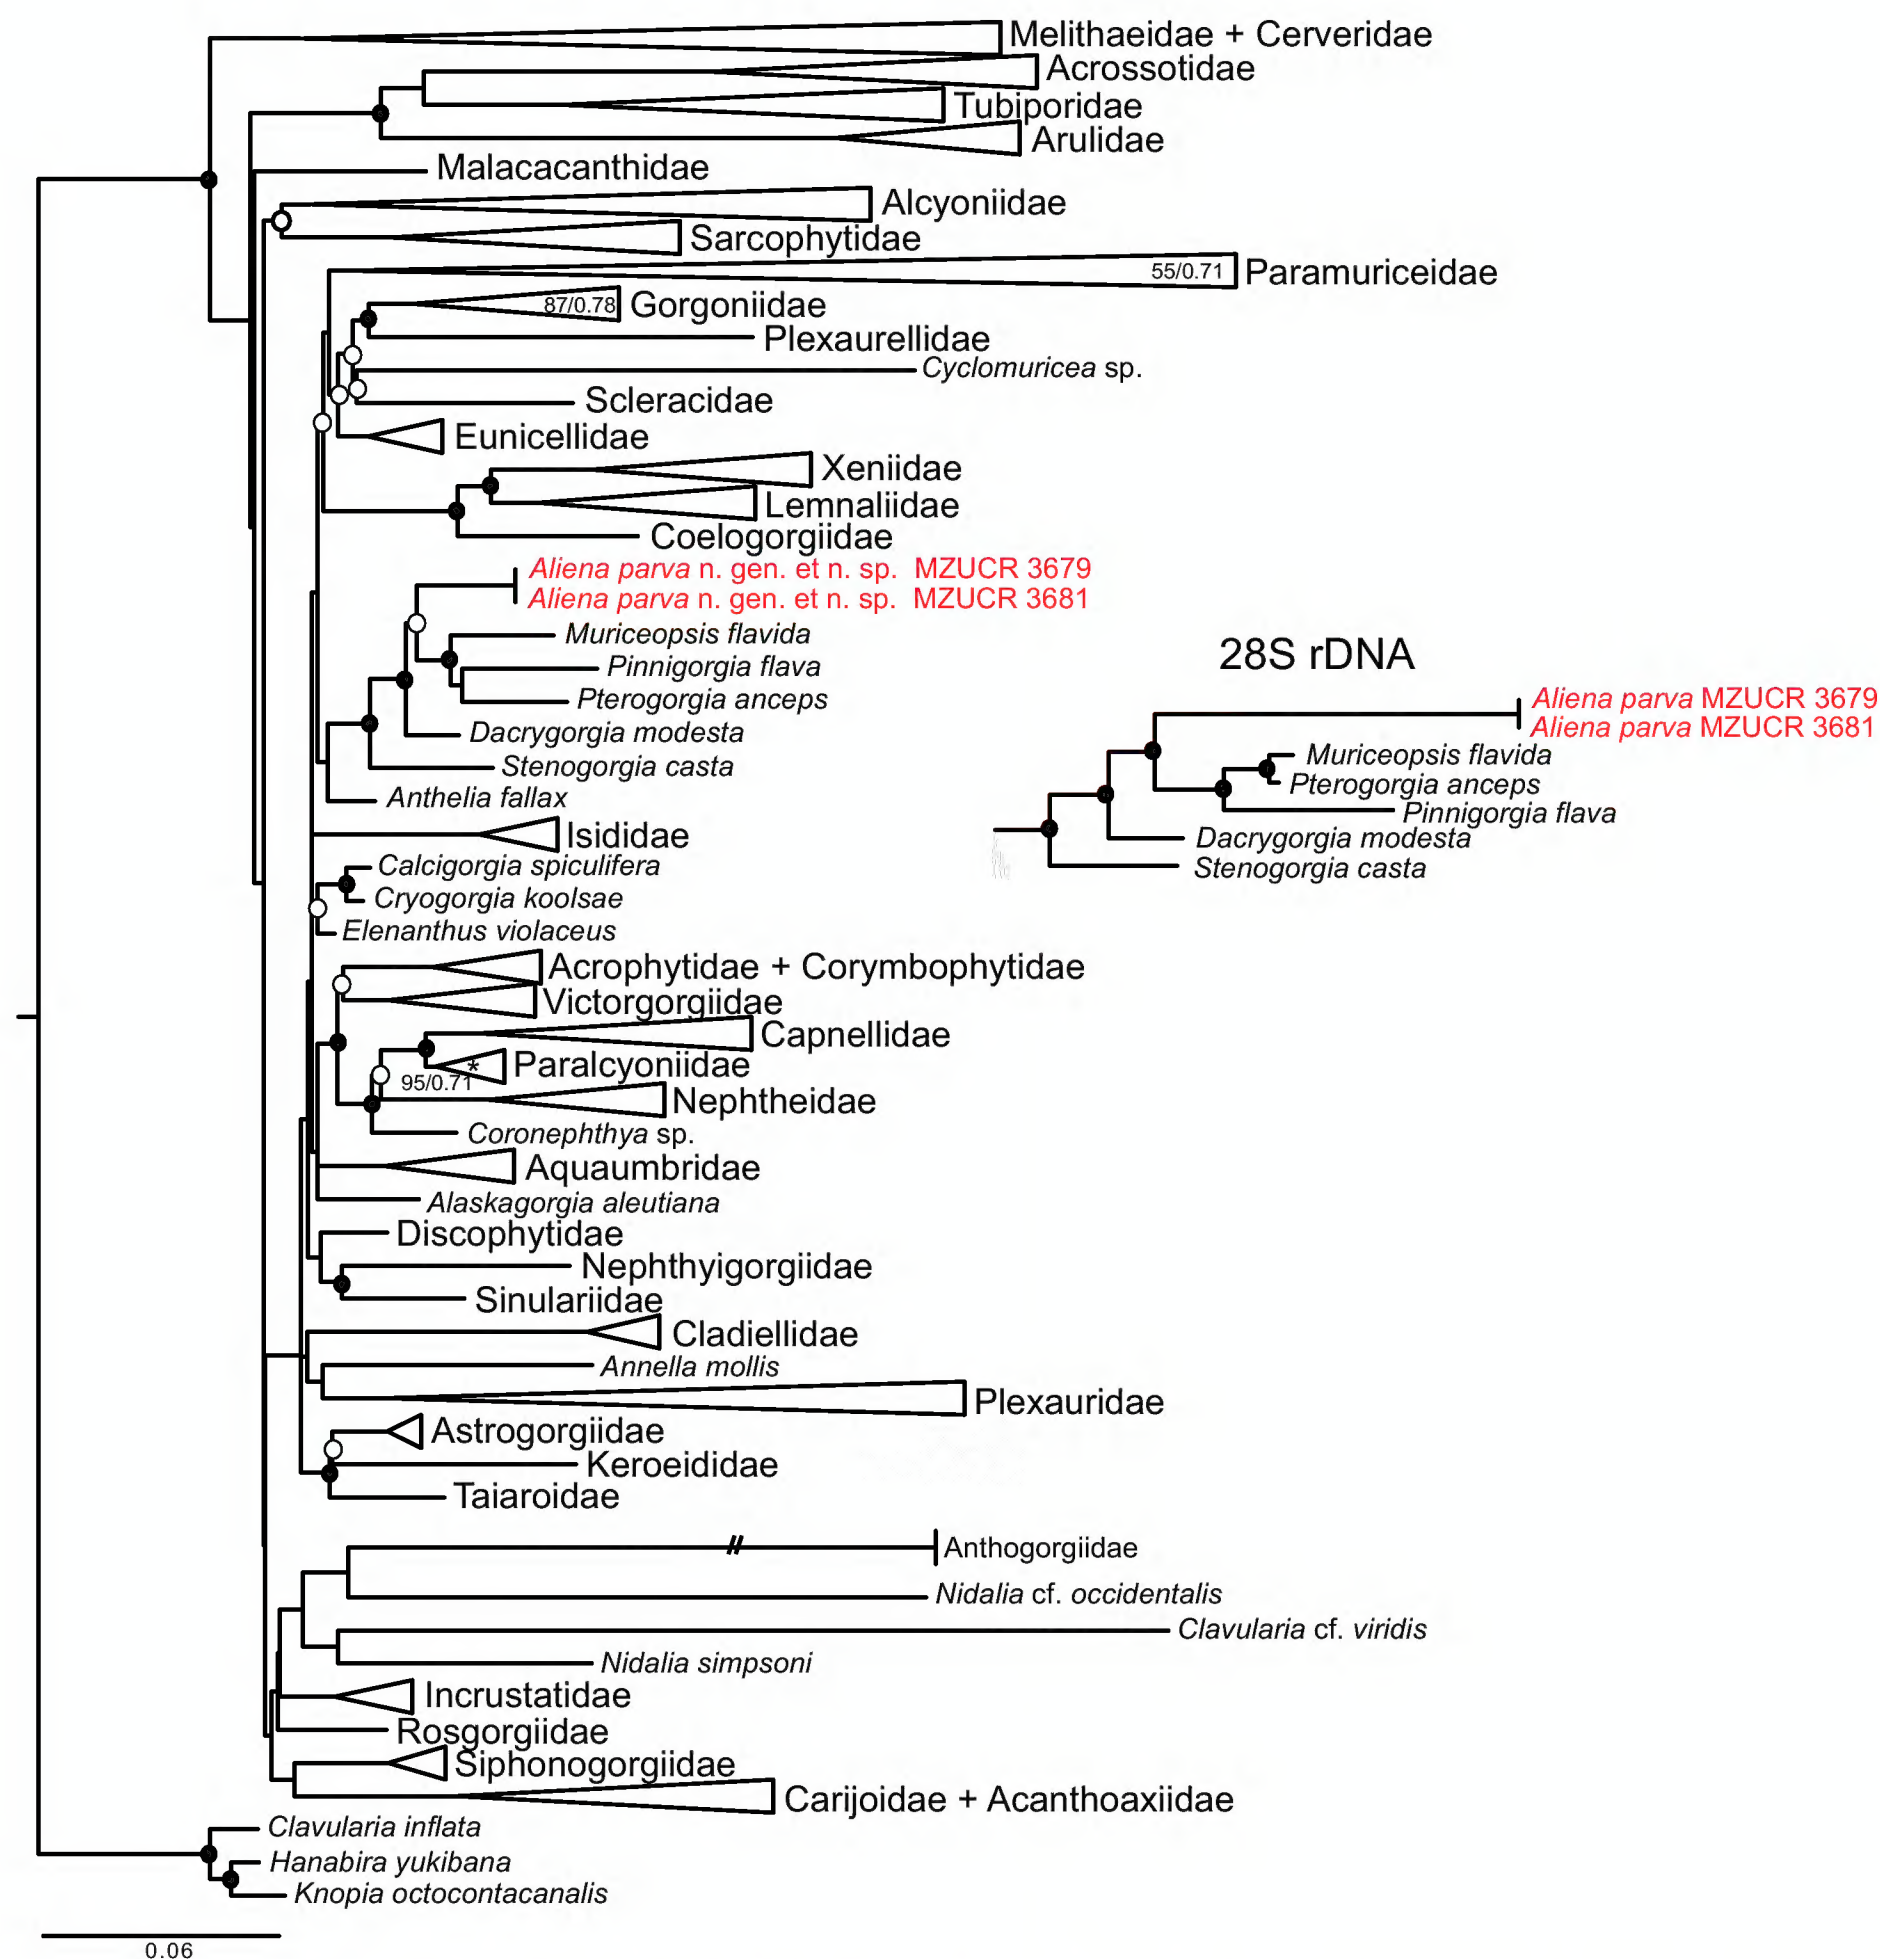 Melithaeidae + Cerveridae
Acrossotidae
Tubiporidae
Arulidae
Malacacanthidae
Alcyoniidae
Sarcophytidae
55/0.71 Paramuriceidae
87/0.78 Gorgoniidae
Plexaurellidae
Cyclomuricea sp.
Scleracidae
Eunicellidae
Xeniidae
Lemnaliidae
Coelogorgiidae
Aliena parva n. gen. et n. sp. MZUCR 3679
Aliena parva n. gen. et n. sp. MZUCR 3681
Muriceopsis flavida
Pinnigorgia flava
Pterogorgia anceps
Dacrygorgia modesta
Stenogorgia casta
Anthelia fallax
28S rDNA
Aliena parva MZUCR 3679
Aliena parva MZUCR 3681
Muriceopsis flavida
Pterogorgia anceps
Pinnigorgia flava
Dacrygorgia modesta
Stenogorgia casta
Isididae
Calcigorgia spiculifera
Cryogorgia koolsae
Elenanthus violaceus
Acrophytidae + Corymbophytidae
Victorgorgiidae
Capnellidae
* Paralcyoniidae
95/0.71
Nephtheidae
Coronephthya sp.
Aquaumbridae
Alaskagorgia aleutiana
Discophytidae
Nephthyigorgiidae
Sinulariidae
Cladiellidae
Annella mollis
Plexauridae
Astrogorgiidae
Keroeididae
Taiaroidae
Anthogorgiidae
Nidalia cf. occidentalis
Clavularia cf. viridis
Nidalia simpsoni
Incrustatidae
Rosgorgiidae
Siphonogorgiidae
Carijoidae + Acanthoaxiidae
Clavularia inflata
Hanabira yukibana
Knopia octocontacanalis
0.06